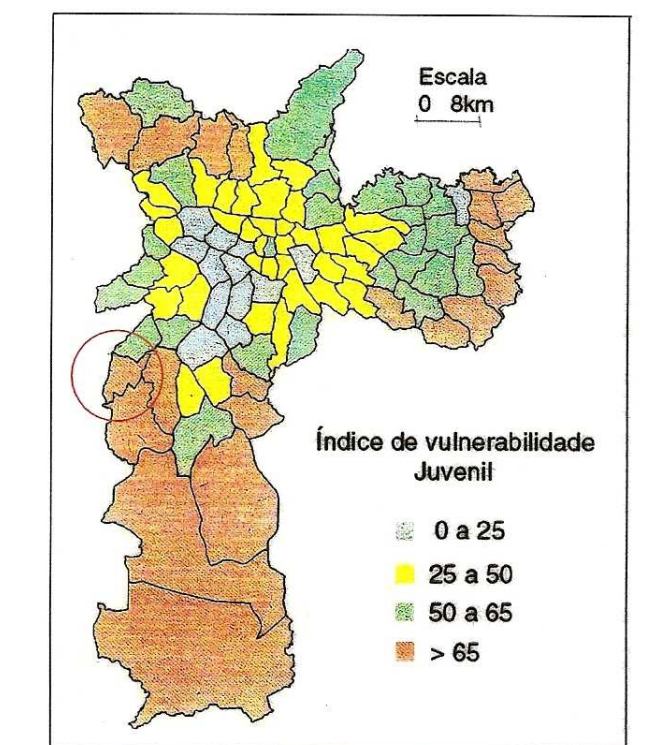 Escala
0 8km
Índice de vulnerabilidade
Juvenil
0 a 25
25 a 50
50 a 65
> 65